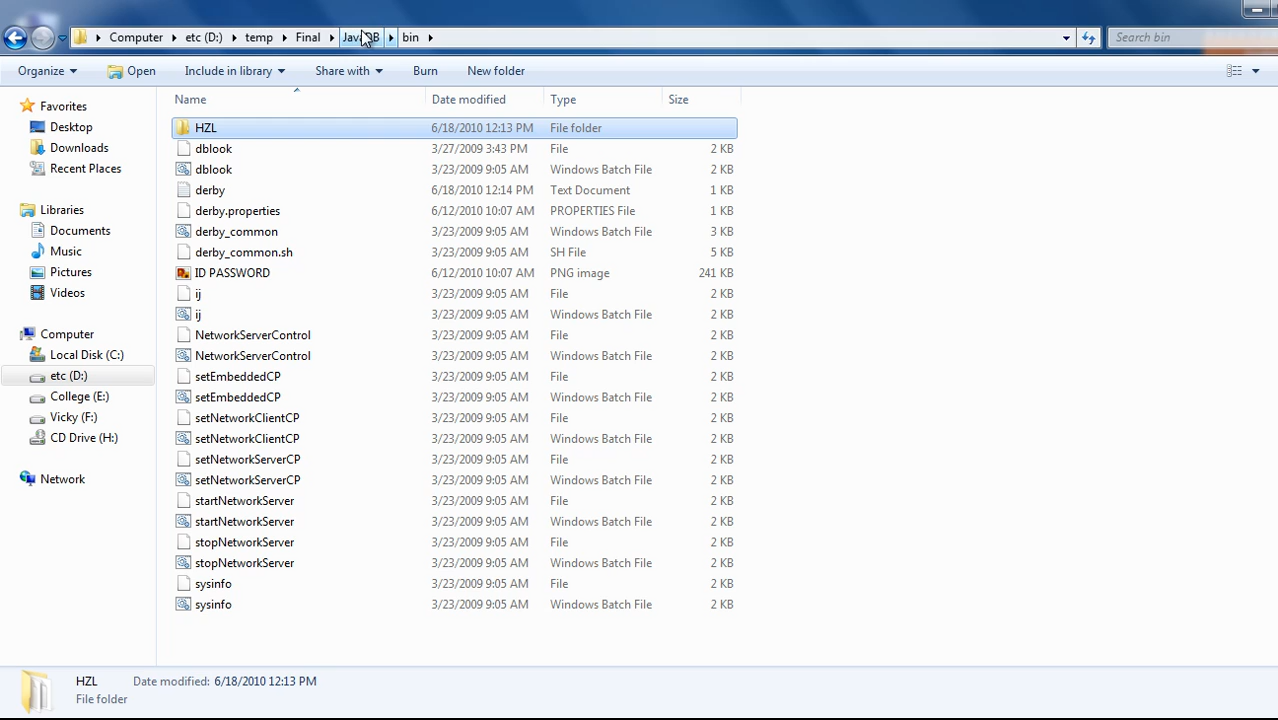 Computer etc (D:) temp Final JavaDB bin Search bin
Organize Open Include in library Share with Burn New folder
Name Date modified Type Size
Favorites
Desktop
Downloads
Recent Places
Libraries
Documents
Music
Pictures
Videos
Computer
Local Disk (C:)
etc (D:)
College (E:)
Vicky (F:)
CD Drive (H:)
Network
HZL 6/18/2010 12:13 PM File folder
dblook 3/27/2009 3:43 PM File 2 KB
dblook 3/23/2009 9:05 AM Windows Batch File 2 KB
derby 6/18/2010 12:14 PM Text Document 1 KB
derby.properties 6/12/2010 10:07 AM PROPERTIES File 1 KB
derby_common 3/23/2009 9:05 AM Windows Batch File 3 KB
derby_common.sh 3/23/2009 9:05 AM SH File 5 KB
ID PASSWORD 6/12/2010 10:07 AM PNG image 241 KB
ij 3/23/2009 9:05 AM File 2 KB
ij 3/23/2009 9:05 AM Windows Batch File 2 KB
NetworkServerControl 3/23/2009 9:05 AM File 2 KB
NetworkServerControl 3/23/2009 9:05 AM Windows Batch File 2 KB
setEmbeddedCP 3/23/2009 9:05 AM File 2 KB
setEmbeddedCP 3/23/2009 9:05 AM Windows Batch File 2 KB
setNetworkClientCP 3/23/2009 9:05 AM File 2 KB
setNetworkClientCP 3/23/2009 9:05 AM Windows Batch File 2 KB
setNetworkServerCP 3/23/2009 9:05 AM File 2 KB
setNetworkServerCP 3/23/2009 9:05 AM Windows Batch File 2 KB
startNetworkServer 3/23/2009 9:05 AM File 2 KB
startNetworkServer 3/23/2009 9:05 AM Windows Batch File 2 KB
stopNetworkServer 3/23/2009 9:05 AM File 2 KB
stopNetworkServer 3/23/2009 9:05 AM Windows Batch File 2 KB
sysinfo 3/23/2009 9:05 AM File 2 KB
sysinfo 3/23/2009 9:05 AM Windows Batch File 2 KB
HZL Date modified: 6/18/2010 12:13 PM
File folder